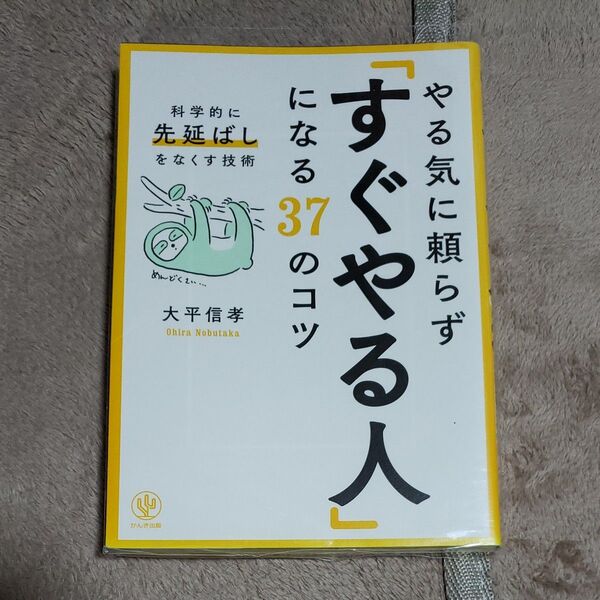 やる気に頼らず
「すぐやる人」
になる37のコツ
科学的に
先延ばし
をなくす技術
めんどくさい…
大平信孝
Ohira Nobutaka
かんき出版